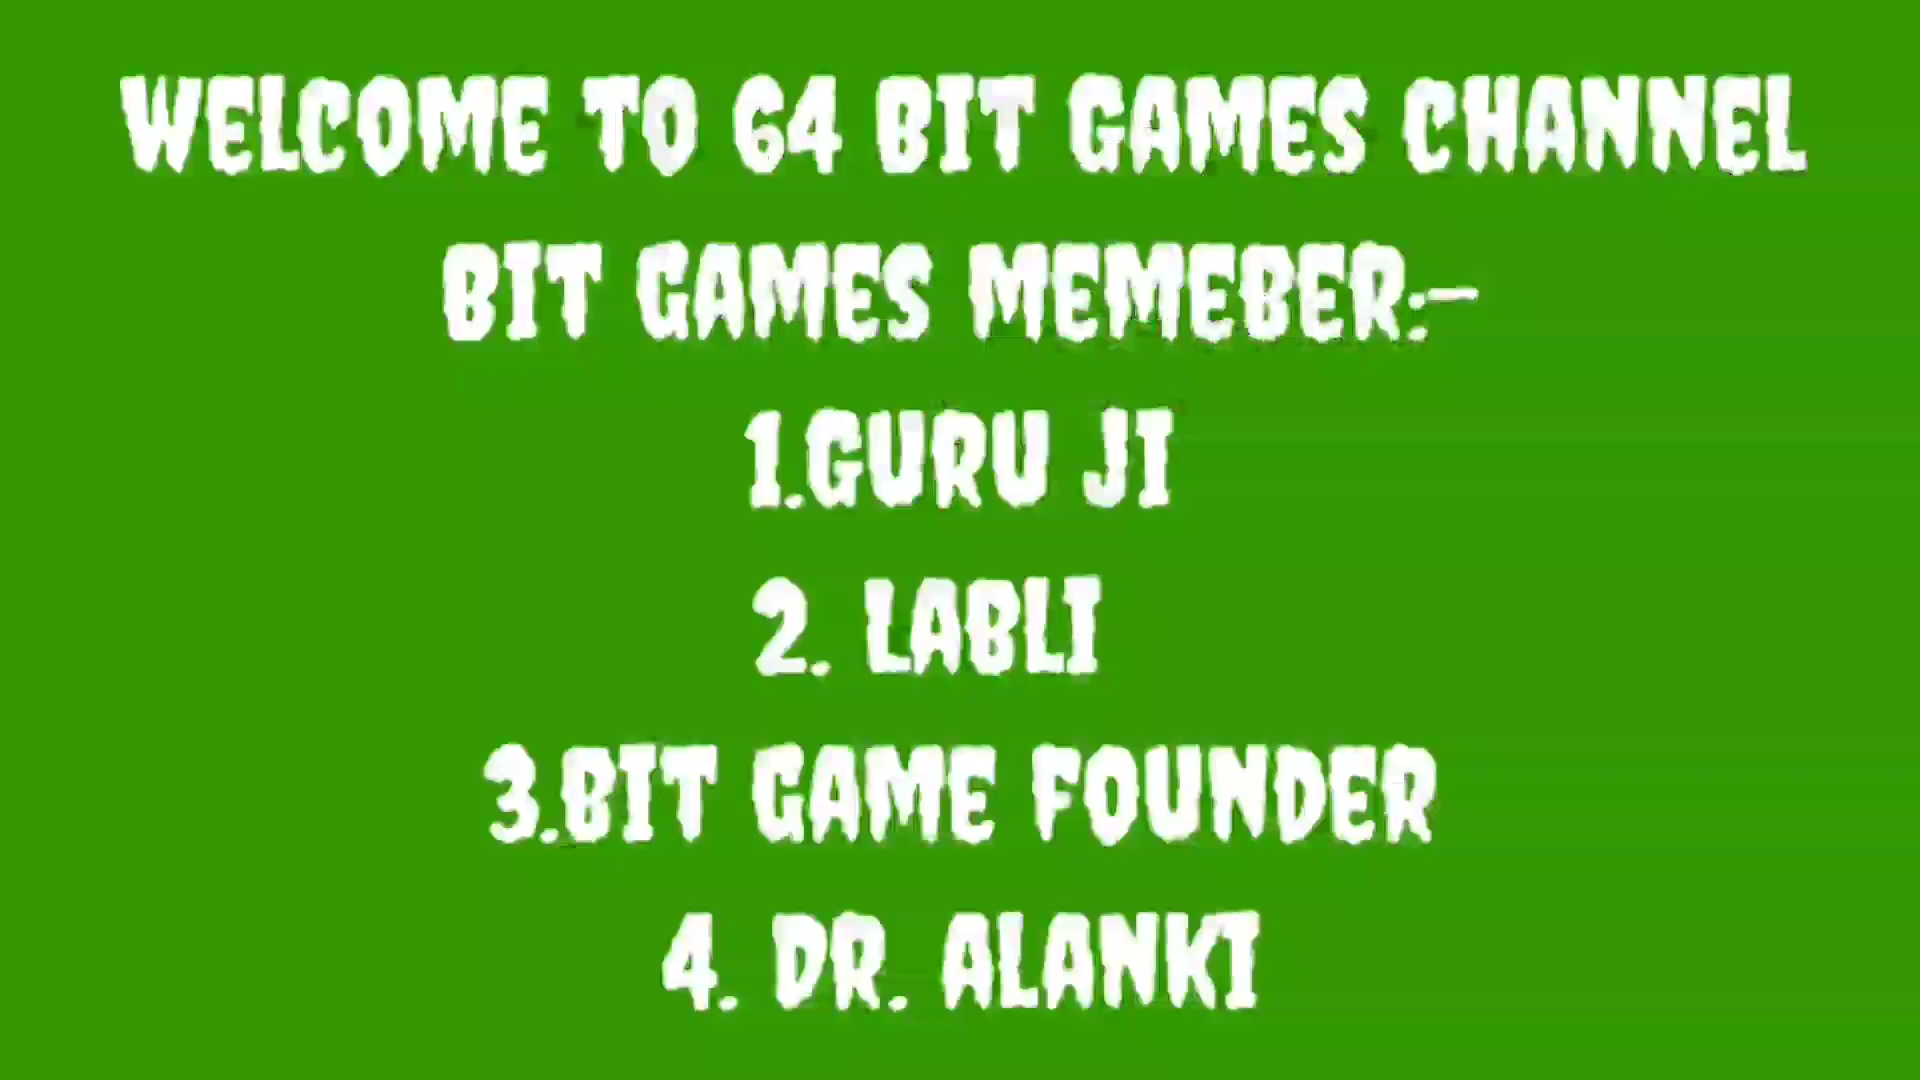 WELCOME TO 64 BIT GAMES CHANNEL
BIT GAMES MEMEBER:-
1.GURU JI
2. LABLI
3.BIT GAME FOUNDER
4. DR. ALANKI